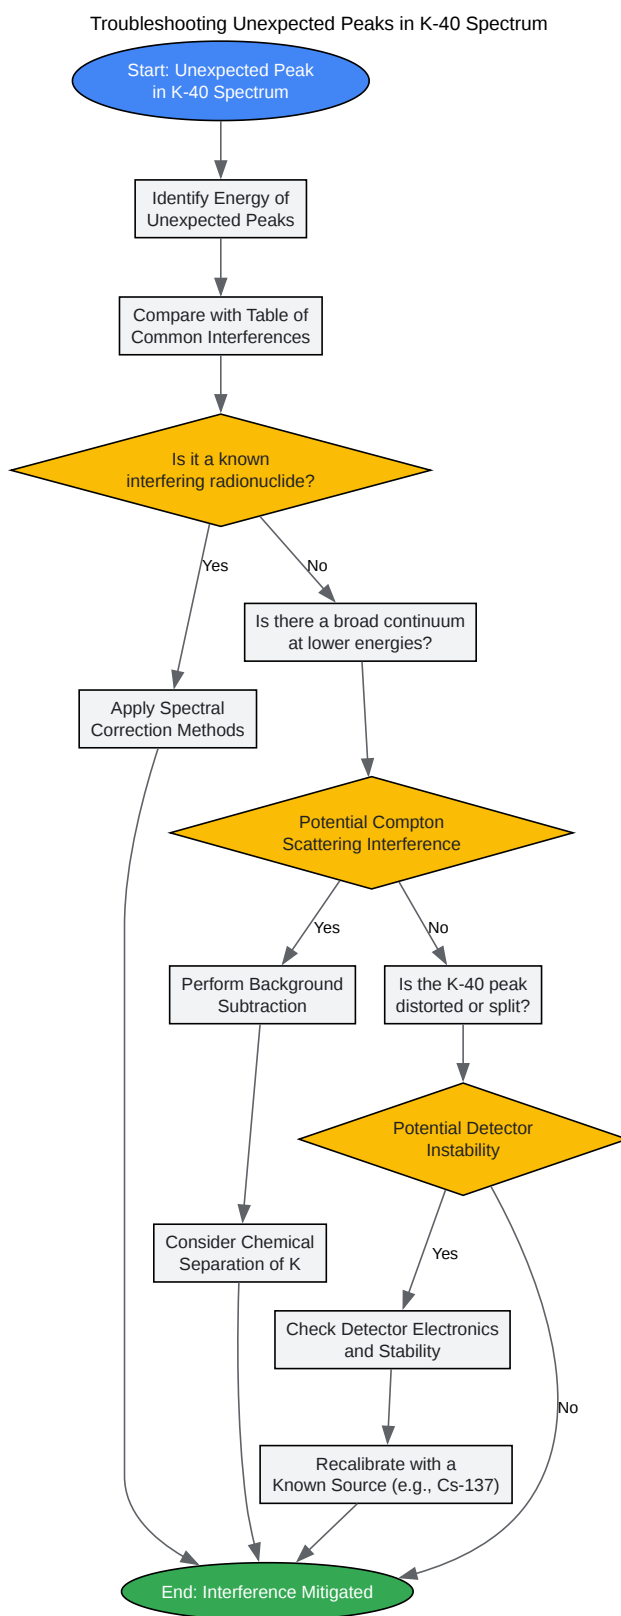 Troubleshooting Unexpected Peaks in K-40 Spectrum
Start: Unexpected Peak
in K-40 Spectrum
Identify Energy of
Unexpected Peaks
Compare with Table of
Common Interferences
Is it a known
interfering radionuclide?
Yes
No
Is there a broad continuum
at lower energies?
Apply Spectral
Correction Methods
Potential Compton
Scattering Interference
Yes
No
Perform Background
Subtraction
Is the K-40 peak
distorted or split?
Potential Detector
Instability
Consider Chemical
Separation of K
Yes
Check Detector Electronics
and Stability
No
Recalibrate with a
Known Source (e.g., Cs-137)
End: Interference Mitigated